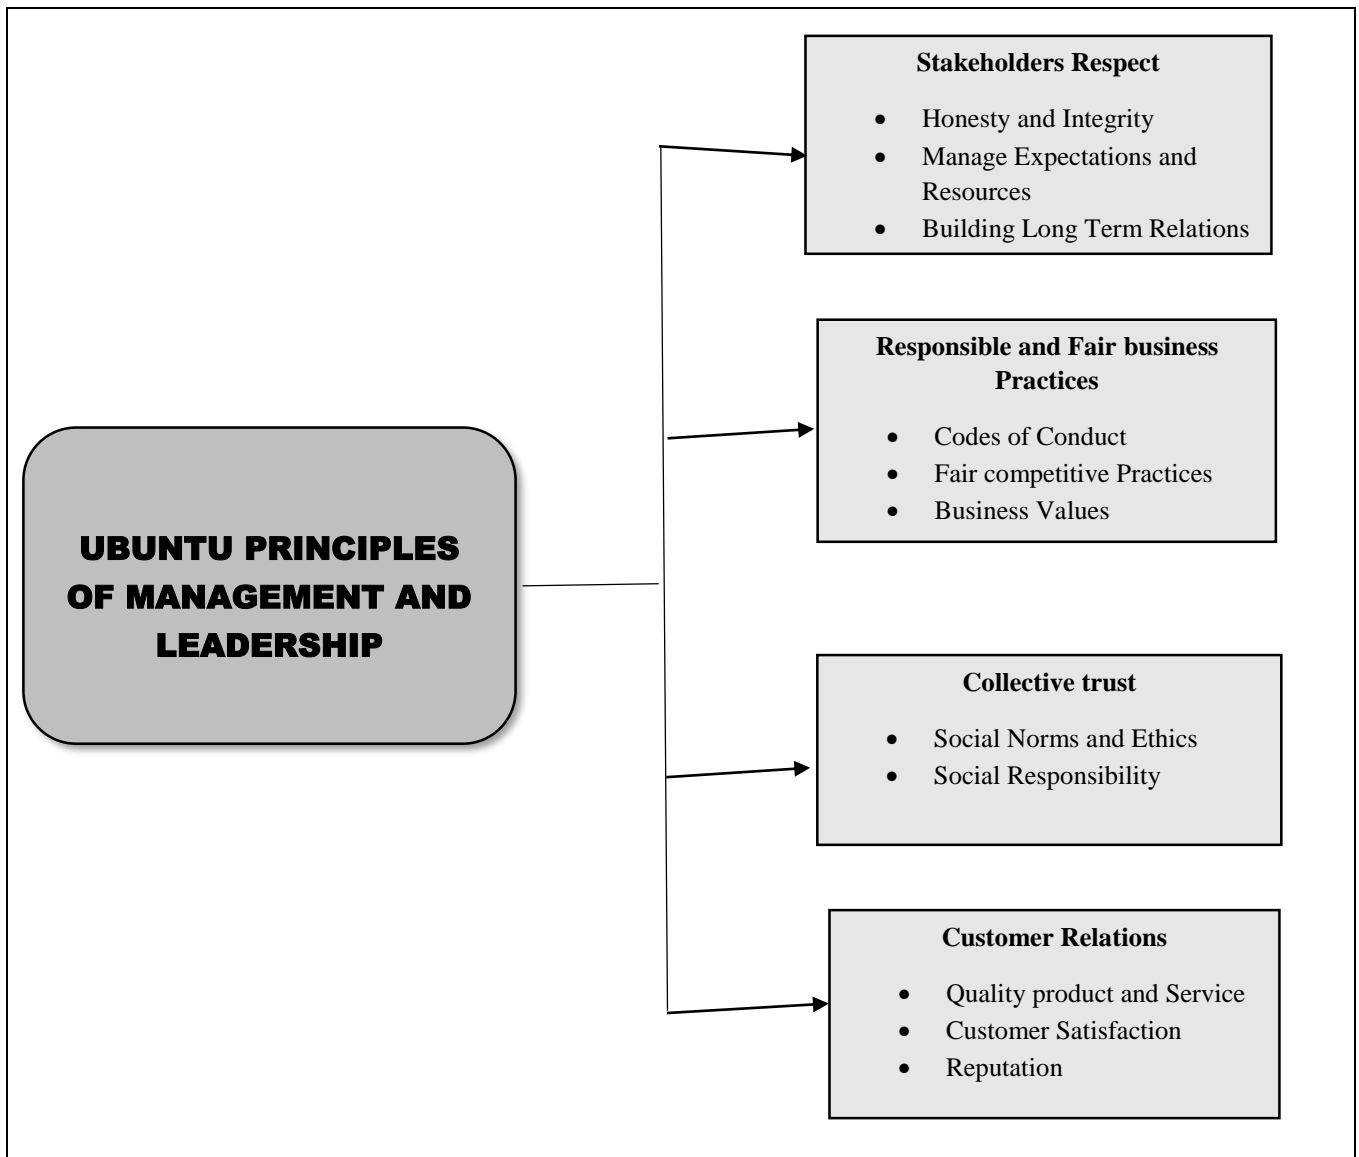 UBUNTU PRINCIPLES
OF MANAGEMENT AND
LEADERSHIP
Stakeholders Respect
• Honesty and Integrity
• Manage Expectations and
Resources
• Building Long Term Relations
Responsible and Fair business
Practices
• Codes of Conduct
• Fair competitive Practices
• Business Values
Collective trust
• Social Norms and Ethics
• Social Responsibility
Customer Relations
• Quality product and Service
• Customer Satisfaction
• Reputation